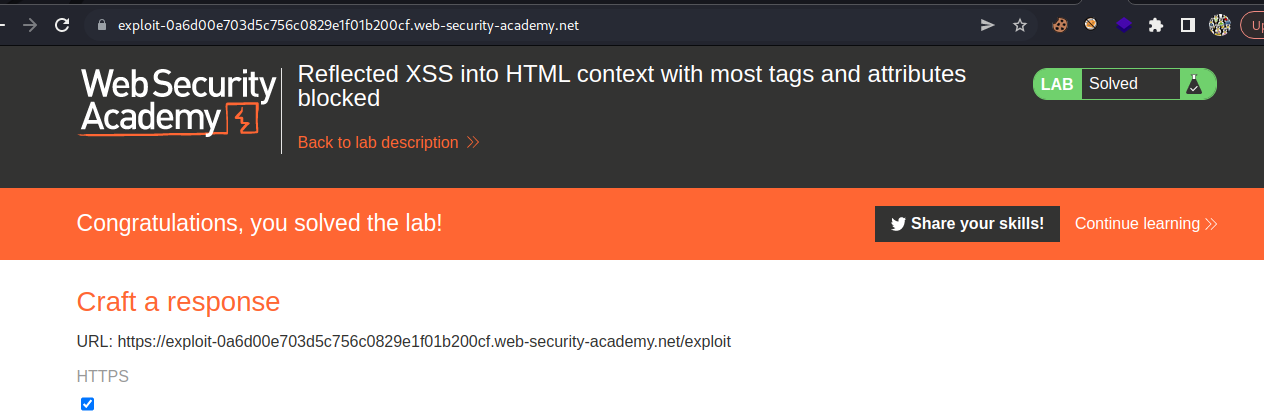 exploit-0a6d00e703d5c756c0829e1f01b200cf.web-security-academy.net
Up
Web Security
Academy
Reflected XSS into HTML context with most tags and attributes
blocked
Back to lab description
LAB Solved
Congratulations, you solved the lab!
Share your skills!
Continue learning
Craft a response
URL: https://exploit-0a6d00e703d5c756c0829e1f01b200cf.web-security-academy.net/exploit
HTTPS